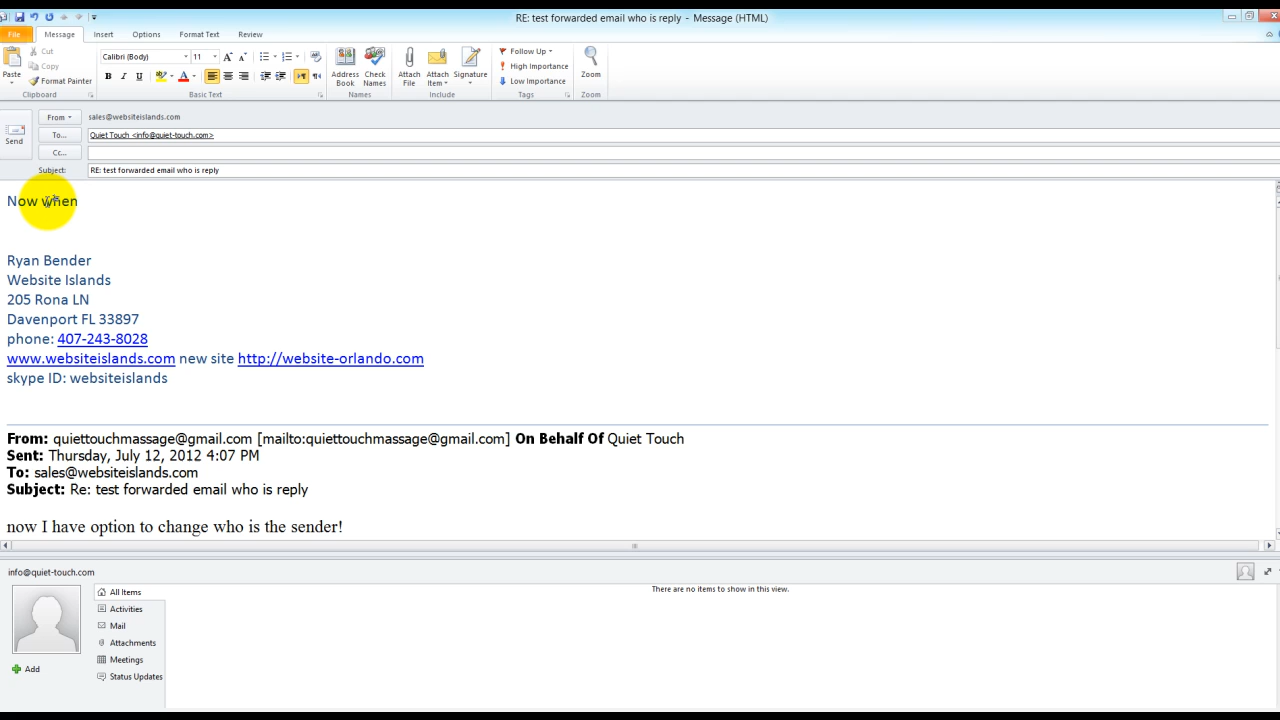 RE: test forwarded email who is reply - Message (HTML)
File Message Insert Options Format Text Review
Cut
Copy
Format Painter
Paste
Clipboard
Calibri (Body) 11
B I U
Basic Text
Address Book
Check Names
Names
Attach File
Attach Item
Signature
Include
Follow Up
High Importance
Low Importance
Tags
Zoom
Zoom
Send
From sales@websiteislands.com
To... Quiet Touch <info@quiet-touch.com>
Cc...
Subject: RE: test forwarded email who is reply
Now when
Ryan Bender
Website Islands
205 Rona LN
Davenport FL 33897
phone: 407-243-8028
www.websiteislands.com new site http://website-orlando.com
skype ID: websiteislands
From: quiettouchmassage@gmail.com [mailto:quiettouchmassage@gmail.com] On Behalf Of Quiet Touch
Sent: Thursday, July 12, 2012 4:07 PM
To: sales@websiteislands.com
Subject: Re: test forwarded email who is reply
now I have option to change who is the sender!
info@quiet-touch.com
Add
All Items
Activities
Mail
Attachments
Meetings
Status Updates
There are no items to show in this view.